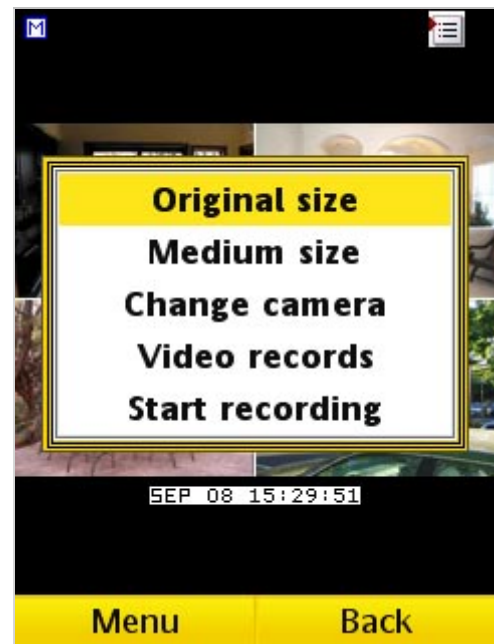 M
Original size
Medium size
Change camera
Video records
Start recording
SEP 08 15:29:51
Menu Back